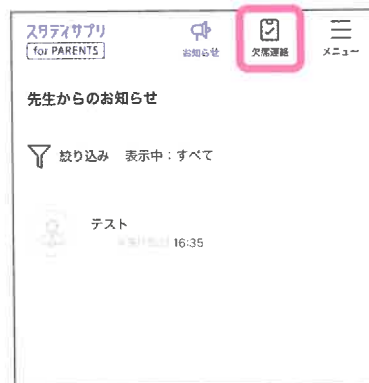 スタディサプリ
for PARENTS
お知らせ
欠席連絡
メニュー
先生からのお知らせ
絞り込み 表示中：すべて
テスト
16:35